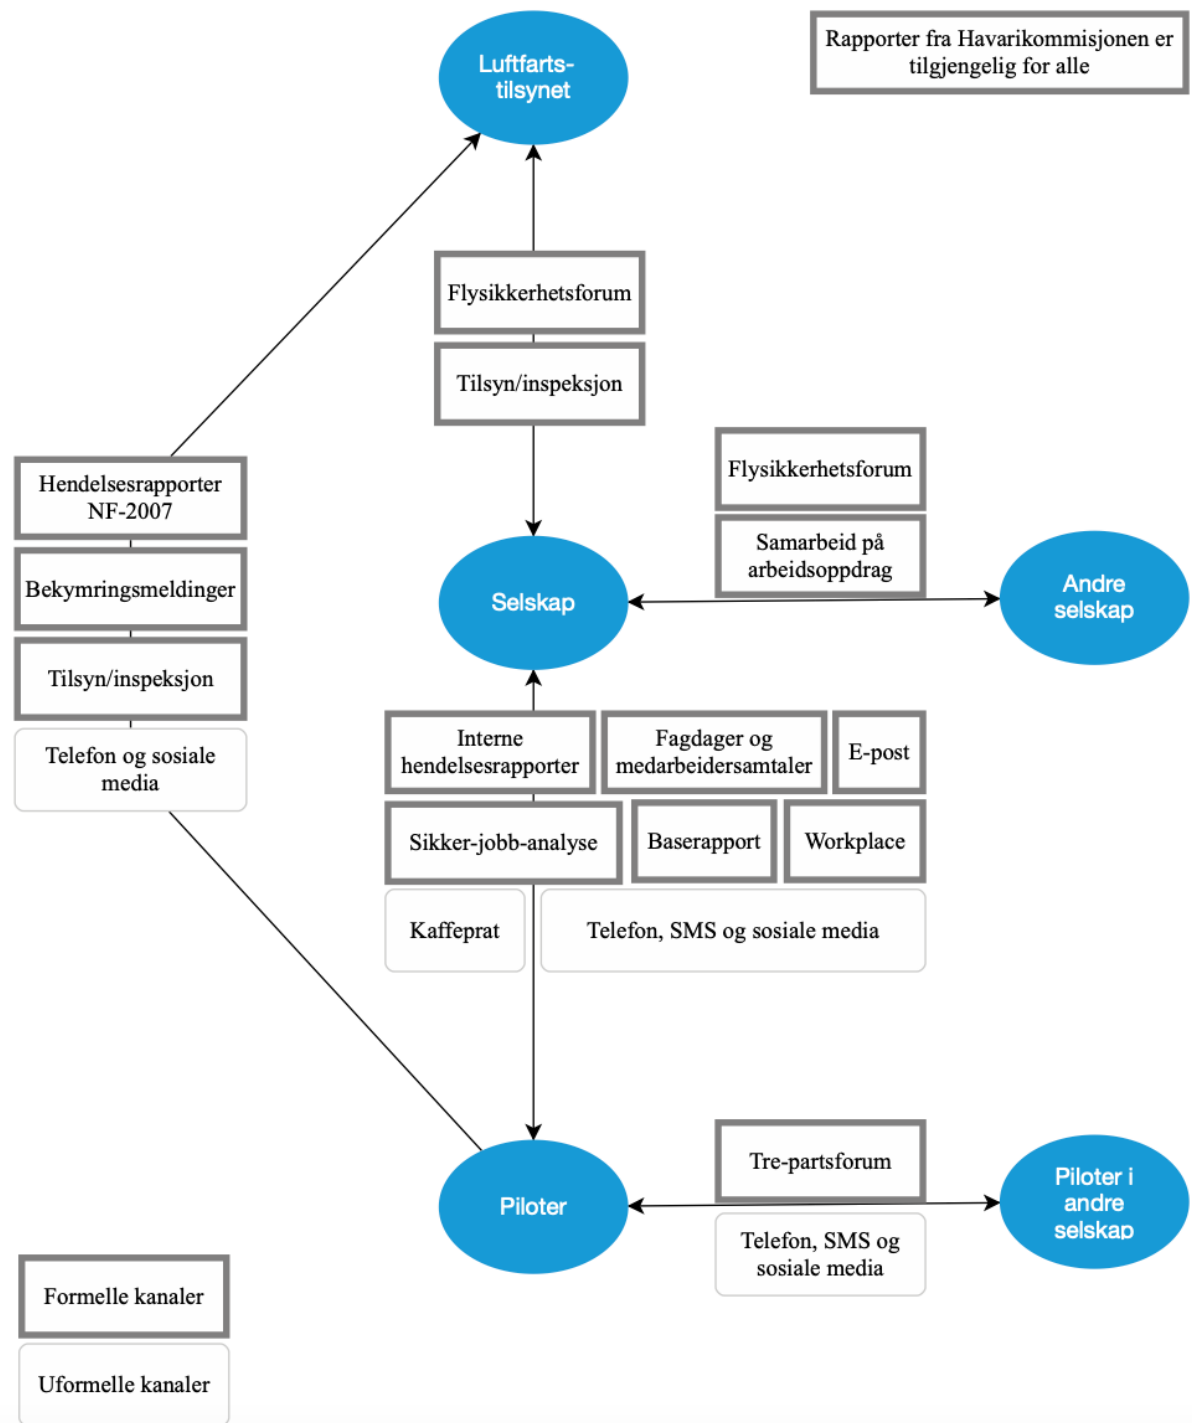 Luftfarts-
tilsynet
Rapporter fra Havarikommisjonen er
tilgjengelig for alle
Flysikkerhetsforum
Tilsyn/inspeksjon
Hendelsesrapporter
NF-2007
Bekymringsmeldinger
Tilsyn/inspeksjon
Telefon og sosiale
media
Flysikkerhetsforum
Samarbeid på
arbeidsoppdrag
Selskap
Andre
selskap
Interne
hendelsesrapporter
Fagdager og
medarbeidersamtaler
E-post
Sikker-jobb-analyse
Baserapport
Workplace
Kaffeprat
Telefon, SMS og sosiale media
Piloter
Tre-partsforum
Telefon, SMS og
sosiale media
Piloter i
andre
selskap
Formelle kanaler
Uformelle kanaler